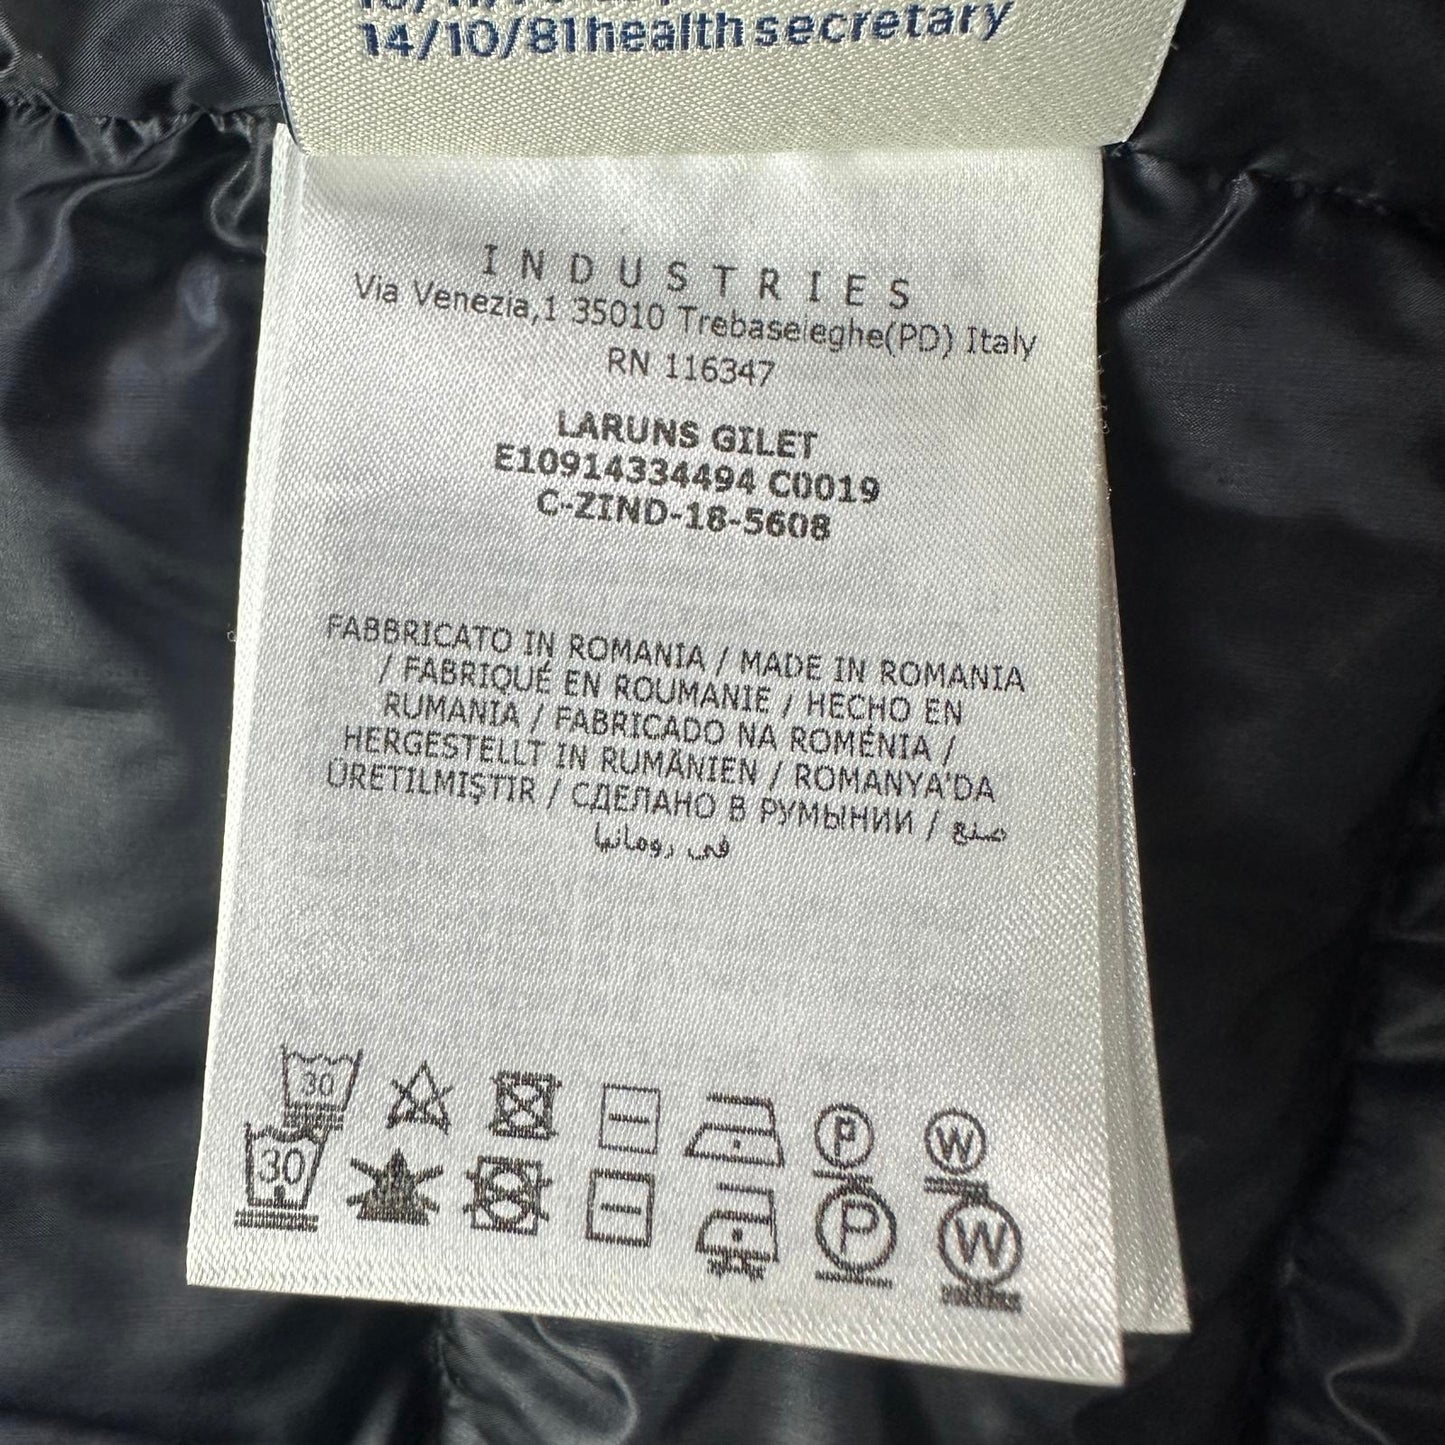 14/10/81 health secretary
INDUSTRIES
Via Venezia,1 35010 Trebaseleghe(PD) Italy
RN 116347
LARUNS GILET
E10914334494 C0019
C-ZIND-18-5608
FABBRICATO IN ROMANIA / MADE IN ROMANIA
/ FABRIQUÉ EN ROUMANIE / HECHO EN
RUMANIA / FABRICADO NA ROMÉNIA /
HERGESTELLT IN RUMÄNIEN / ROMANYA'DA
ÜRETILMIŞTIR / СДЕЛАНО В РУМЫНИИ / صنع
في رومانيا
30 P W
30 P W